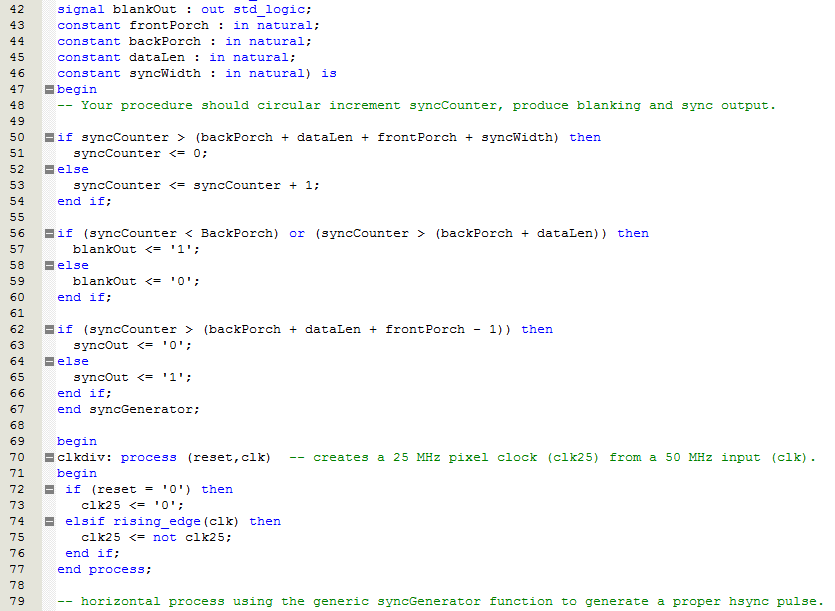 42 signal blankOut : out std_logic;
43 constant frontPorch : in natural;
44 constant backPorch : in natural;
45 constant dataLen : in natural;
46 constant syncWidth : in natural) is
47 begin
48 -- Your procedure should circular increment syncCounter, produce blanking and sync output.
49
50 if syncCounter > (backPorch + dataLen + frontPorch + syncWidth) then
51 syncCounter <= 0;
52 else
53 syncCounter <= syncCounter + 1;
54 end if;
55
56 if (syncCounter < BackPorch) or (syncCounter > (backPorch + dataLen)) then
57 blankOut <= '1';
58 else
59 blankOut <= '0';
60 end if;
61
62 if (syncCounter > (backPorch + dataLen + frontPorch - 1)) then
63 syncOut <= '0';
64 else
65 syncOut <= '1';
66 end if;
67 end syncGenerator;
68
69 begin
70 clkdiv: process (reset,clk) -- creates a 25 MHz pixel clock (clk25) from a 50 MHz input (clk).
71 begin
72 if (reset = '0') then
73 clk25 <= '0';
74 elsif rising_edge(clk) then
75 clk25 <= not clk25;
76 end if;
77 end process;
78
79 -- horizontal process using the generic syncGenerator function to generate a proper hsync pulse.